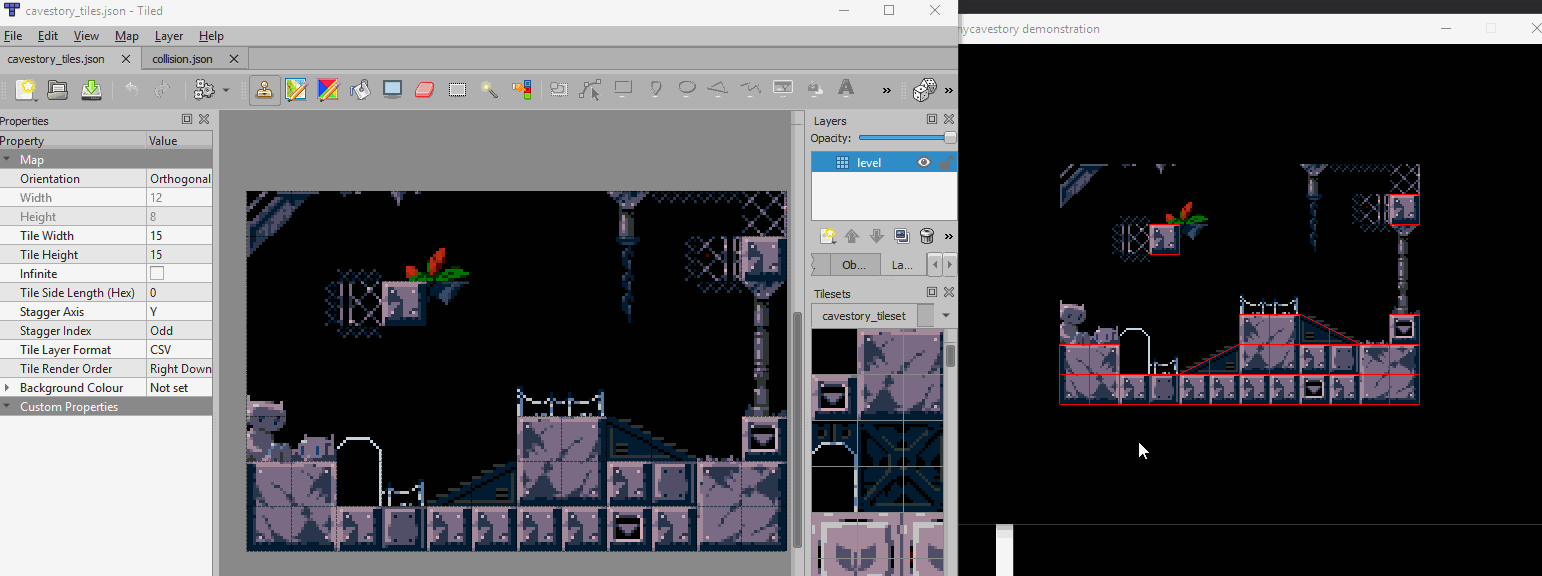 cavestory_tiles.json - Tiled
mycavestory demonstration
File Edit View Map Layer Help
cavestory_tiles.json
collision.json
Properties
Property Value
Map
Orientation Orthogonal
Width 12
Height 8
Tile Width 15
Tile Height 15
Infinite
Tile Side Length (Hex) 0
Stagger Axis Y
Stagger Index Odd
Tile Layer Format CSV
Tile Render Order Right Down
Background Colour Not set
Custom Properties
Layers
Opacity:
level
Ob...
La...
Tilesets
cavestory_tileset